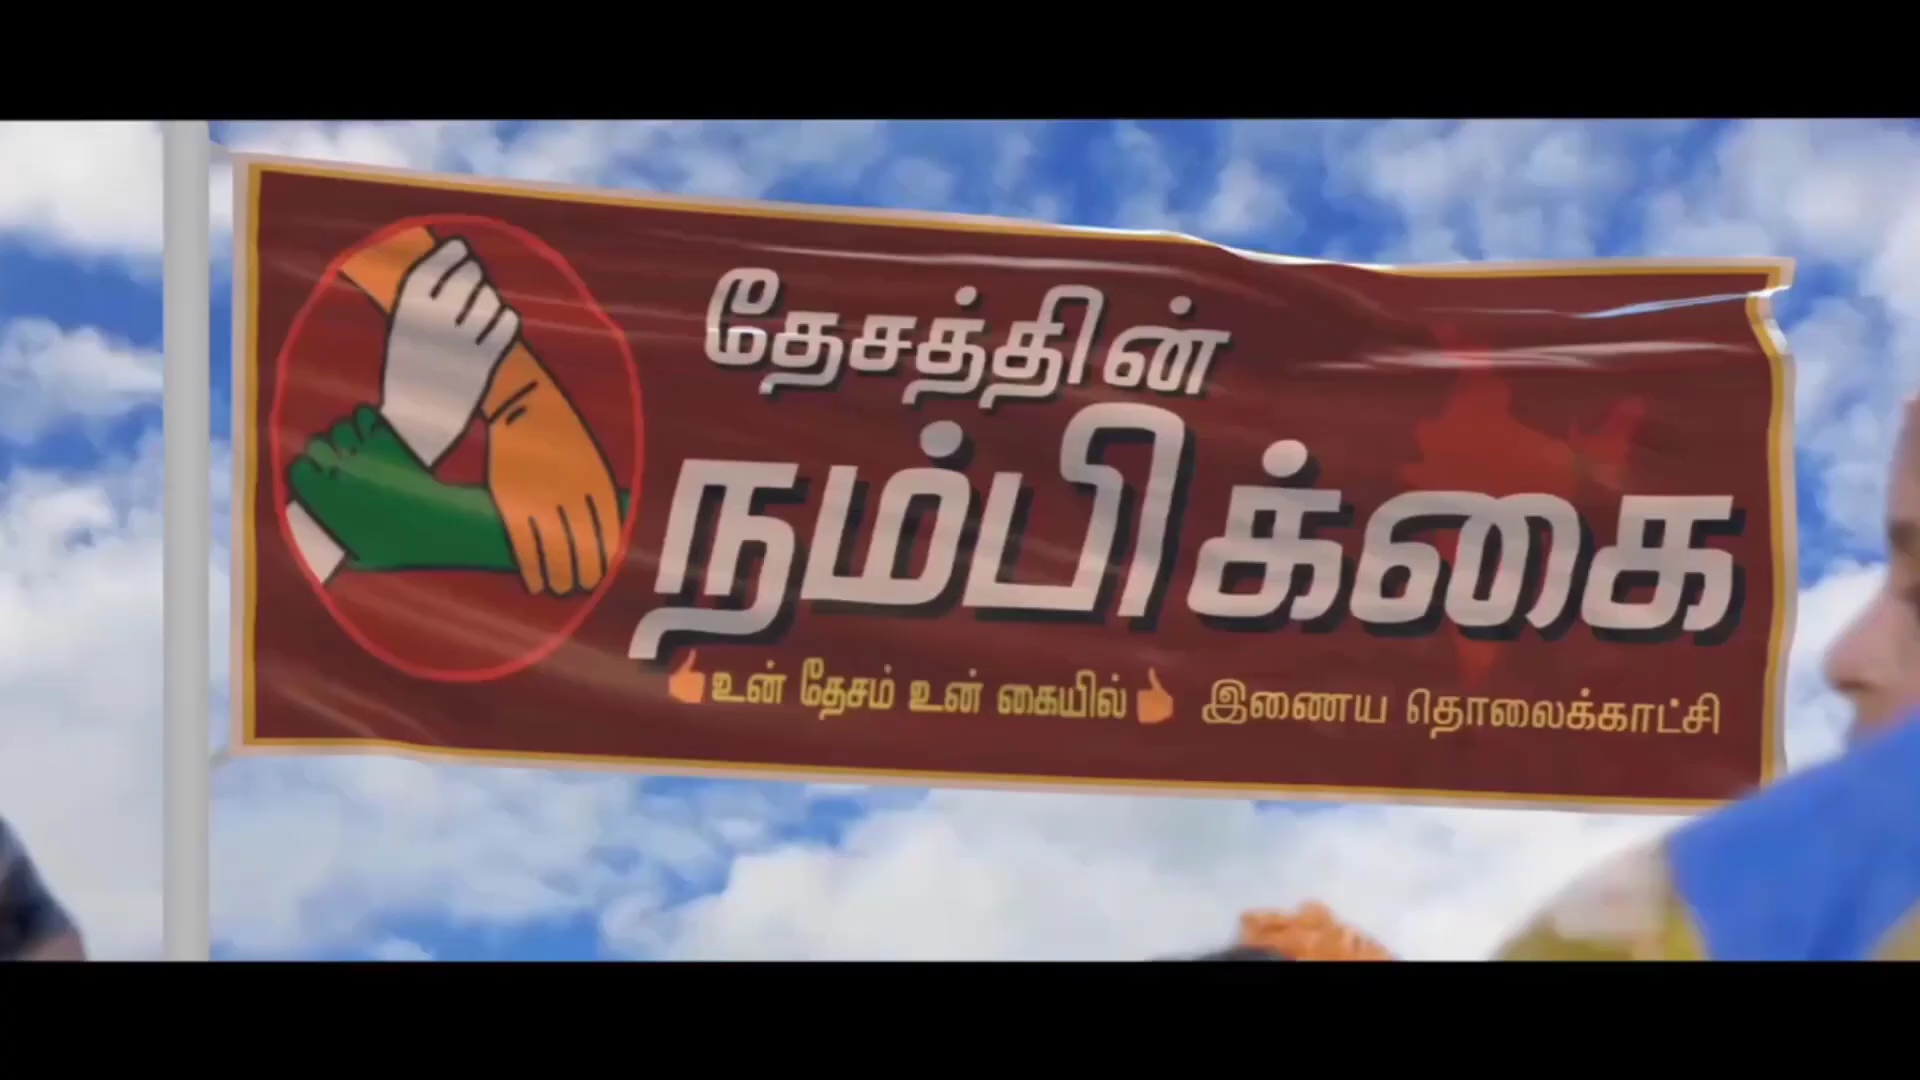 தேசத்தின்
நம்பிக்கை
உன் தேசம் உன் கையில் இணைய தொலைக்காட்சி